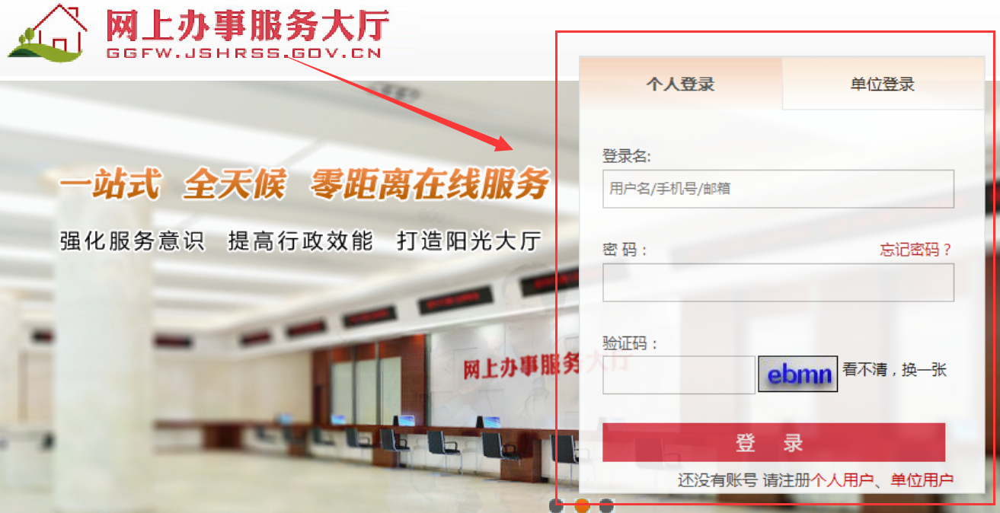 网上办事服务大厅
GGFW.JSHRSS.GOV.CN
个人登录
单位登录
一站式 全天候 零距离在线服务
强化服务意识 提高行政效能 打造阳光大厅
网上办事服务大厅
登录名:
用户名/手机号/邮箱
密 码：
忘记密码？
验证码：
ebmn
看不清，换一张
登 录
还没有账号 请注册个人用户、单位用户